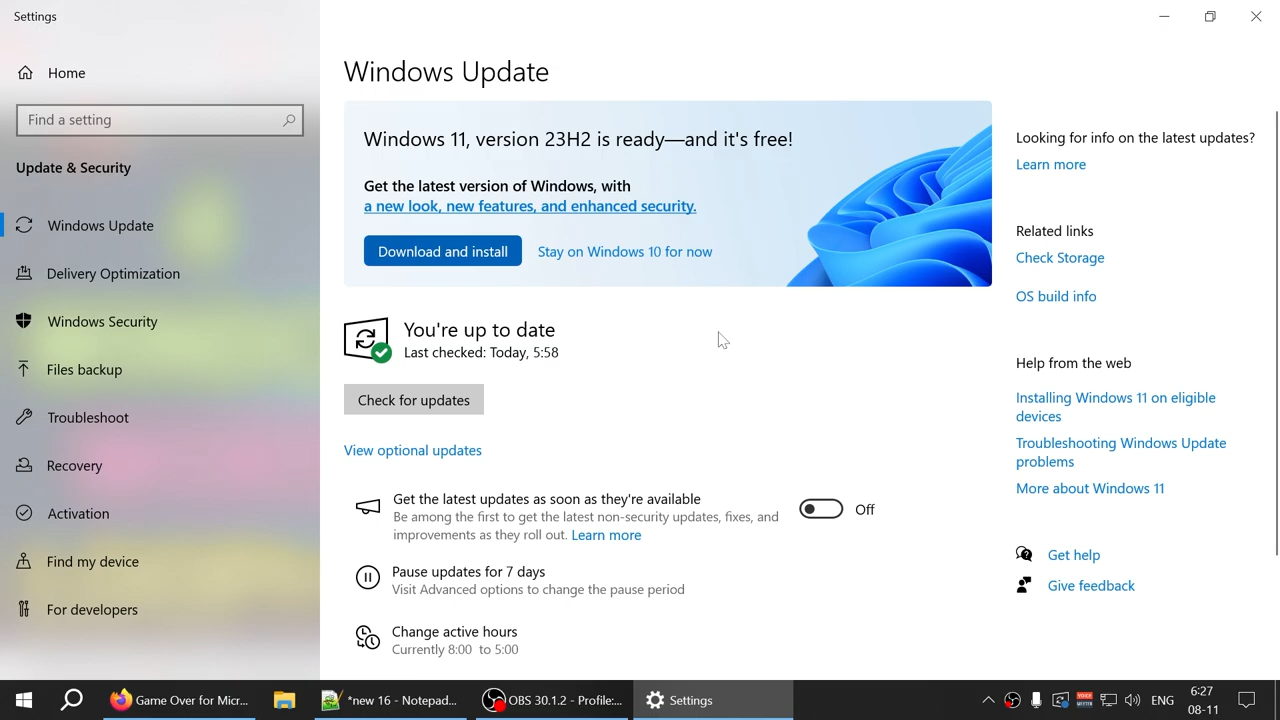 Settings
Home
Find a setting
Update & Security
Windows Update
Delivery Optimization
Windows Security
Files backup
Troubleshoot
Recovery
Activation
Find my device
For developers
Windows Update
Windows 11, version 23H2 is ready—and it's free!
Get the latest version of Windows, with
a new look, new features, and enhanced security.
Download and install
Stay on Windows 10 for now
You're up to date
Last checked: Today, 5:58
Check for updates
View optional updates
Get the latest updates as soon as they're available
Be among the first to get the latest non-security updates, fixes, and
improvements as they roll out. Learn more
Off
Pause updates for 7 days
Visit Advanced options to change the pause period
Change active hours
Currently 8:00 to 5:00
Looking for info on the latest updates?
Learn more
Related links
Check Storage
OS build info
Help from the web
Installing Windows 11 on eligible
devices
Troubleshooting Windows Update
problems
More about Windows 11
Get help
Give feedback
Game Over for Micr...
*new 16 - Notepad...
OBS 30.1.2 - Profile:...
Settings
ENG
6:27
08-11